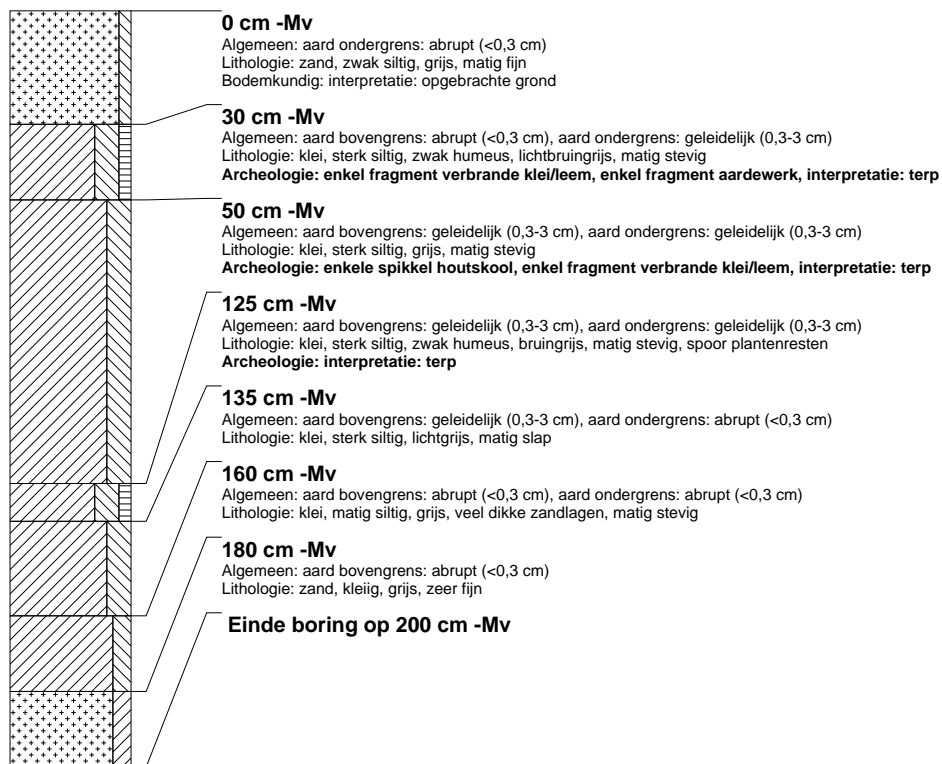 0 cm -Mv
Algemeen: aard ondergrens: abrupt (<0,3 cm)
Lithologie: zand, zwak siltig, grijs, matig fijn
Bodemkundig: interpretatie: opgebrachte grond
30 cm -Mv
Algemeen: aard bovengrens: abrupt (<0,3 cm), aard ondergrens: geleidelijk (0,3-3 cm)
Lithologie: klei, sterk siltig, zwak humeus, lichtbruingrijs, matig stevig
Archeologie: enkel fragment verbrande klei/leem, enkel fragment aardewerk, interpretatie: terp
50 cm -Mv
Algemeen: aard bovengrens: geleidelijk (0,3-3 cm), aard ondergrens: geleidelijk (0,3-3 cm)
Lithologie: klei, sterk siltig, grijs, matig stevig
Archeologie: enkele spikkel houtskool, enkel fragment verbrande klei/leem, interpretatie: terp
125 cm -Mv
Algemeen: aard bovengrens: geleidelijk (0,3-3 cm), aard ondergrens: geleidelijk (0,3-3 cm)
Lithologie: klei, sterk siltig, zwak humeus, bruingrijs, matig stevig, spoor plantenresten
Archeologie: interpretatie: terp
135 cm -Mv
Algemeen: aard bovengrens: geleidelijk (0,3-3 cm), aard ondergrens: abrupt (<0,3 cm)
Lithologie: klei, sterk siltig, lichtgrijs, matig slap
160 cm -Mv
Algemeen: aard bovengrens: abrupt (<0,3 cm), aard ondergrens: abrupt (<0,3 cm)
Lithologie: klei, matig siltig, grijs, veel dikke zandlagen, matig stevig
180 cm -Mv
Algemeen: aard bovengrens: abrupt (<0,3 cm)
Lithologie: zand, kleiig, grijs, zeer fijn
Einde boring op 200 cm -Mv